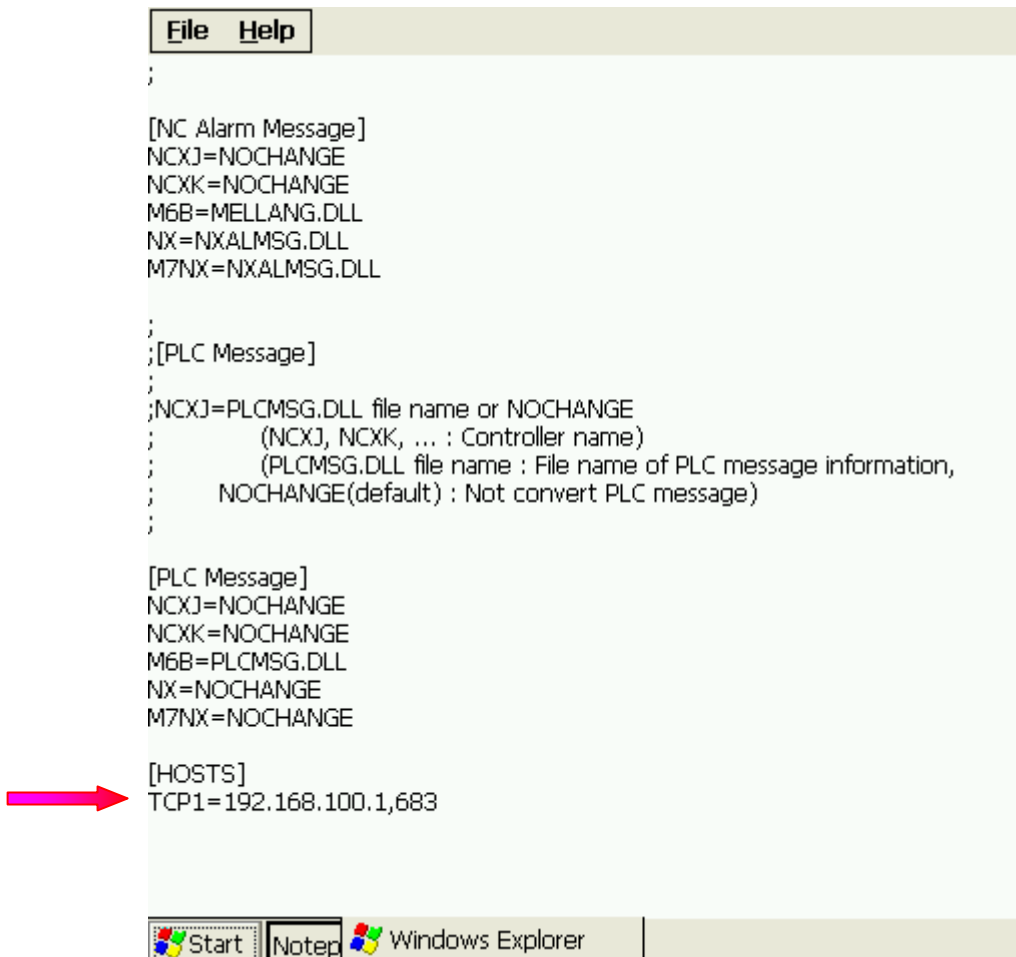 File Help
;
[NC Alarm Message]
NCXJ=NOCHANGE
NCXK=NOCHANGE
M6B=MELLANG.DLL
NX=NXALMSG.DLL
M7NX=NXALMSG.DLL
;
;[PLC Message]
;
;NCXJ=PLCMSG.DLL file name or NOCHANGE
; (NCXJ, NCXK, ... : Controller name)
; (PLCMSG.DLL file name : File name of PLC message information,
; NOCHANGE(default) : Not convert PLC message)
;
[PLC Message]
NCXJ=NOCHANGE
NCXK=NOCHANGE
M6B=PLCMSG.DLL
NX=NOCHANGE
M7NX=NOCHANGE
[HOSTS]
TCP1=192.168.100.1,683
Start Notep Windows Explorer